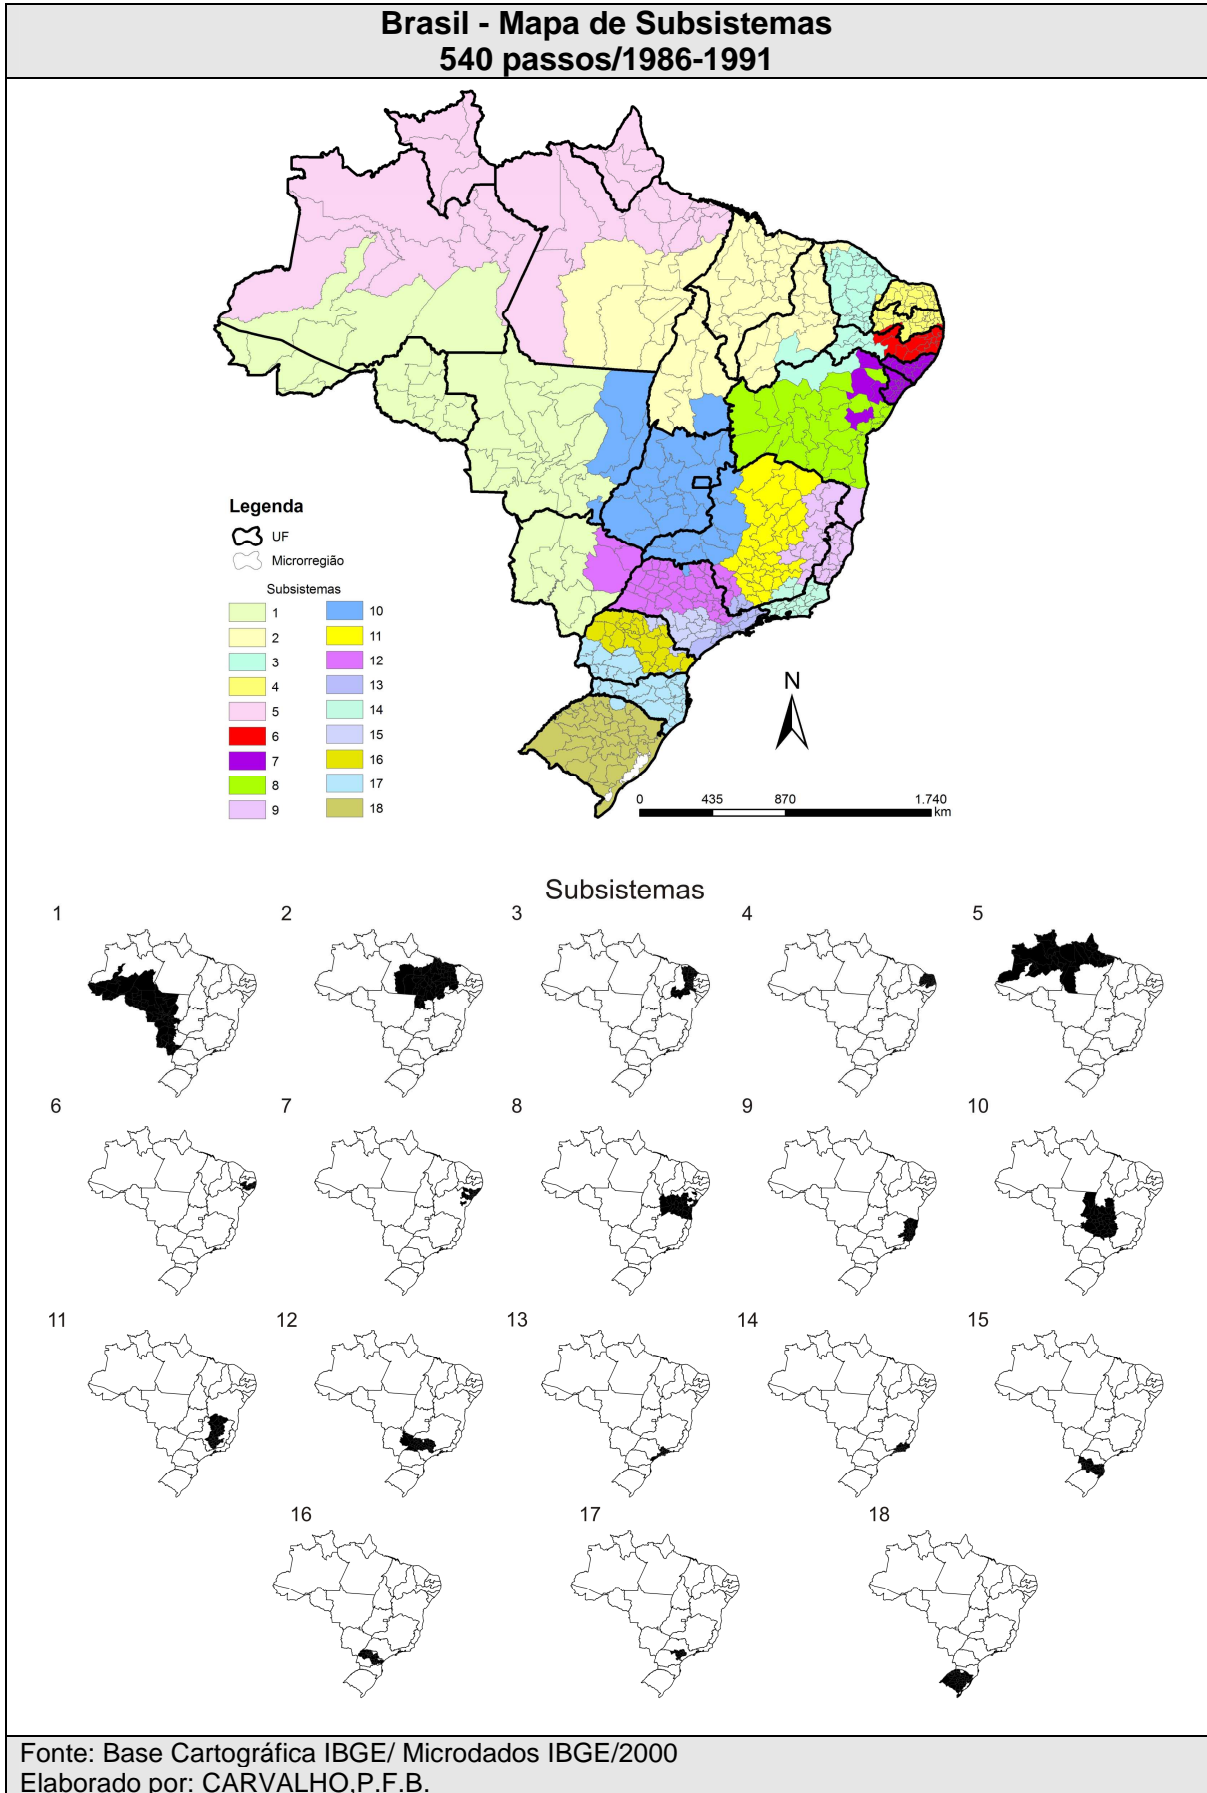 Brasil - Mapa de Subsistemas
540 passos/1986-1991
Legenda
UF
Microrregião
Subsistemas
1 10
2 11
3 12
4 13
5 14
6 15
7 16
8 17
9 18
N
0 435 870 1.740
km
Subsistemas
1 2 3 4 5
6 7 8 9 10
11 12 13 14 15
16 17 18
Fonte: Base Cartográfica IBGE/ Microdados IBGE/2000
Elaborado por: CARVALHO,P.F.B.